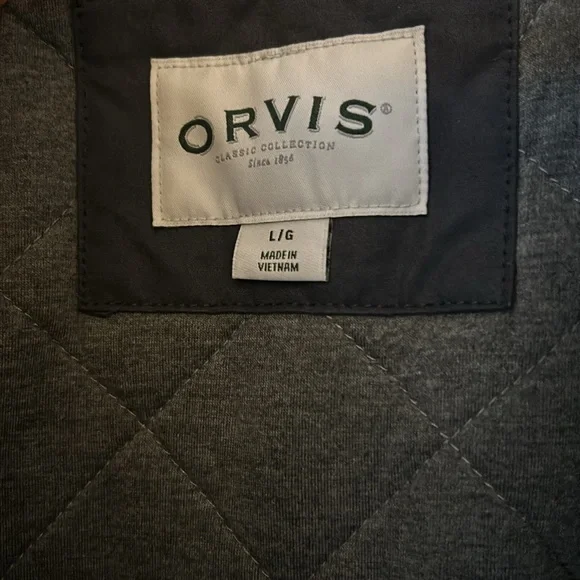 ORVIS®
CLASSIC COLLECTION
Since 1856
L/G
MADE IN
VIETNAM